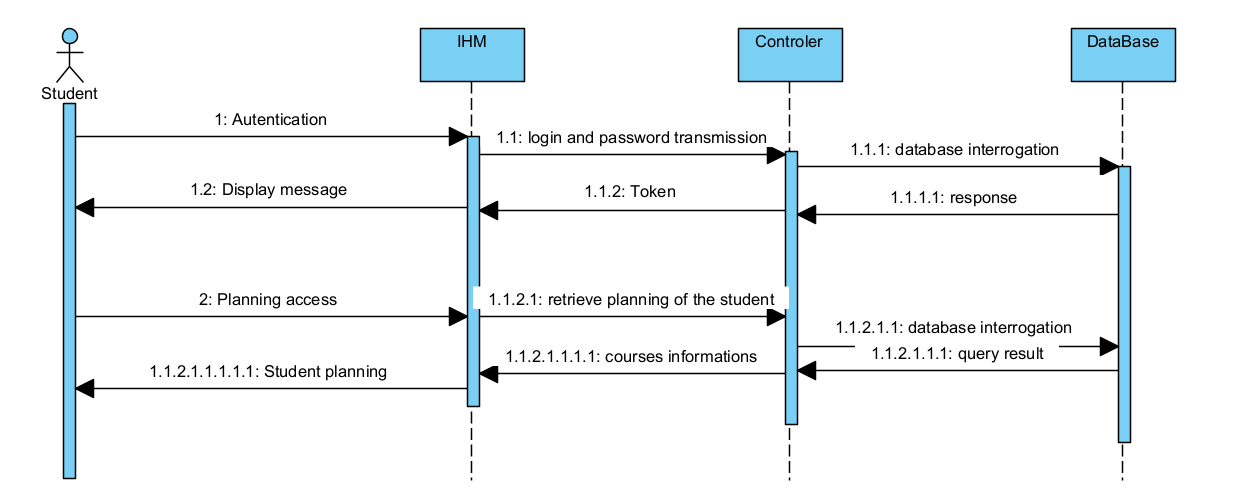 Student
IHM
Controler
DataBase
1: Autentication
1.1: login and password transmission
1.1.1: database interrogation
1.2: Display message
1.1.2: Token
1.1.1.1: response
2: Planning access
1.1.2.1: retrieve planning of the student
1.1.2.1.1: database interrogation
1.1.2.1.1.1: query result
1.1.2.1.1.1.1: courses informations
1.1.2.1.1.1.1.1: Student planning